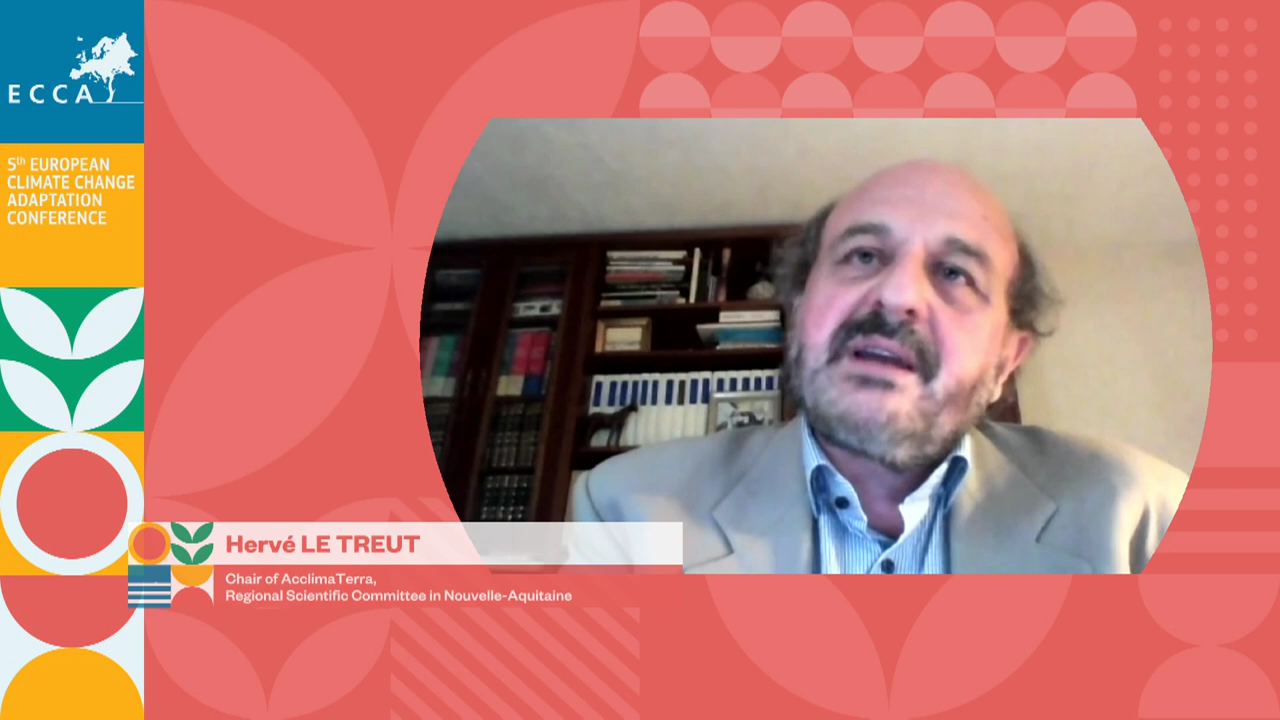 ECCA
5th EUROPEAN
CLIMATE CHANGE
ADAPTATION
CONFERENCE
Hervé LE TREUT
Chair of AcclimaTerra,
Regional Scientific Committee in Nouvelle-Aquitaine